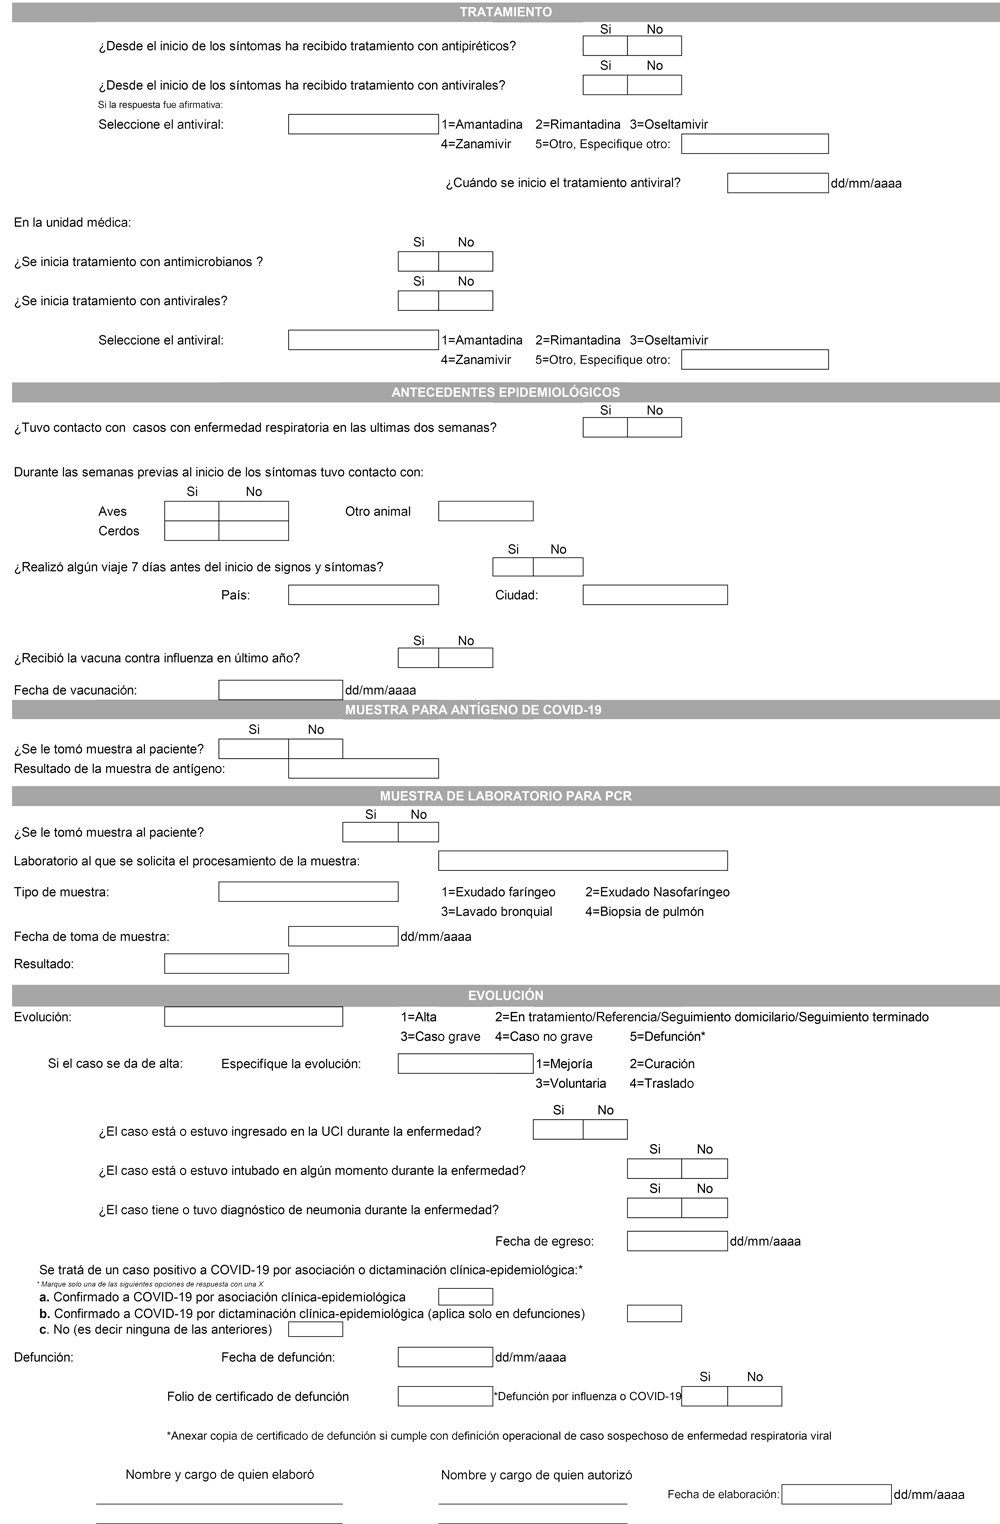 TRATAMIENTO
Si No
¿Desde el inicio de los síntomas ha recibido tratamiento con antipiréticos?
Si No
¿Desde el inicio de los síntomas ha recibido tratamiento con antivirales?
Si la respuesta fue afirmativa:
Seleccione el antiviral: 1=Amantadina 2=Rimantadina 3=Oseltamivir
4=Zanamivir 5=Otro, Especifique otro:
¿Cuándo se inicio el tratamiento antiviral? dd/mm/aaaa
En la unidad médica:
Si No
¿Se inicia tratamiento con antimicrobianos ?
Si No
¿Se inicia tratamiento con antivirales?
Seleccione el antiviral: 1=Amantadina 2=Rimantadina 3=Oseltamivir
4=Zanamivir 5=Otro, Especifique otro:
ANTECEDENTES EPIDEMIOLÓGICOS
Si No
¿Tuvo contacto con casos con enfermedad respiratoria en las ultimas dos semanas?
Durante las semanas previas al inicio de los síntomas tuvo contacto con:
Si No
Aves Otro animal
Cerdos
Si No
¿Realizó algún viaje 7 días antes del inicio de signos y síntomas?
País: Ciudad:
Si No
¿Recibió la vacuna contra influenza en último año?
Fecha de vacunación: dd/mm/aaaa
MUESTRA PARA ANTÍGENO DE COVID-19
Si No
¿Se le tomó muestra al paciente?
Resultado de la muestra de antígeno:
MUESTRA DE LABORATORIO PARA PCR
Si No
¿Se le tomó muestra al paciente?
Laboratorio al que se solicita el procesamiento de la muestra:
Tipo de muestra: 1=Exudado faríngeo 2=Exudado Nasofaríngeo
3=Lavado bronquial 4=Biopsia de pulmón
Fecha de toma de muestra: dd/mm/aaaa
Resultado:
EVOLUCIÓN
Evolución: 1=Alta 2=En tratamiento/Referencia/Seguimiento domicilario/Seguimiento terminado
3=Caso grave 4=Caso no grave 5=Defunción*
Si el caso se da de alta: Especifíque la evolución: 1=Mejoría 2=Curación
3=Voluntaria 4=Traslado
Si No
¿El caso está o estuvo ingresado en la UCI durante la enfermedad?
Si No
¿El caso está o estuvo intubado en algún momento durante la enfermedad?
Si No
¿El caso tiene o tuvo diagnóstico de neumonia durante la enfermedad?
Fecha de egreso: dd/mm/aaaa
Se tratá de un caso positivo a COVID-19 por asociación o dictaminación clínica-epidemiológica:*
* Marque solo una de las siguientes opciones de respuesta con una X
a. Confirmado a COVID-19 por asociación clínica-epidemiológica
b. Confirmado a COVID-19 por dictaminación clínica-epidemiológica (aplica solo en defunciones)
c. No (es decir ninguna de las anteriores)
Defunción: Fecha de defunción: dd/mm/aaaa
Si No
Folio de certificado de defunción *Defunción por influenza o COVID-19
*Anexar copia de certificado de defunción si cumple con definición operacional de caso sospechoso de enfermedad respiratoria viral
Nombre y cargo de quien elaboró Nombre y cargo de quien autorizó
Fecha de elaboración: dd/mm/aaaa